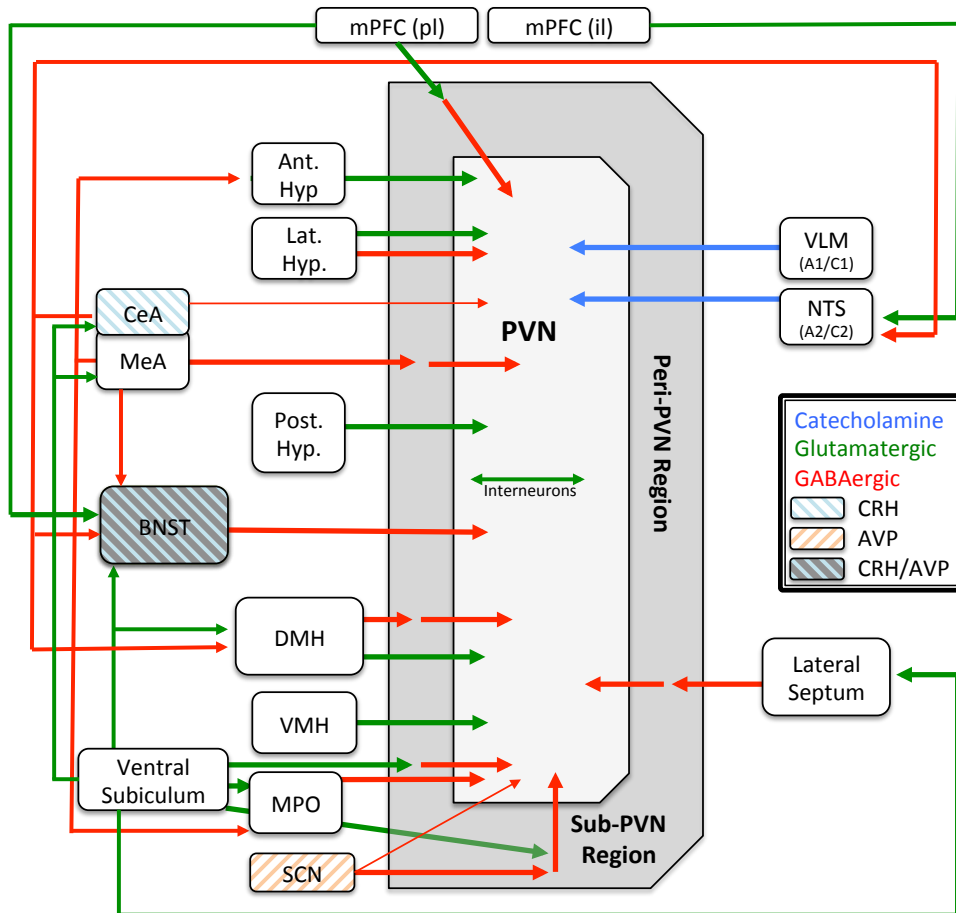 mPFC (pl)
mPFC (il)
Ant.
Hyp
Lat.
Hyp.
VLM
(A1/C1)
NTS
(A2/C2)
CeA
MeA
PVN
Peri-PVN Region
Post.
Hyp.
Interneurons
Catecholamine
Glutamatergic
GABAergic
CRH
AVP
CRH/AVP
BNST
DMH
Lateral
Septum
VMH
Ventral
Subiculum
MPO
Sub-PVN
Region
SCN